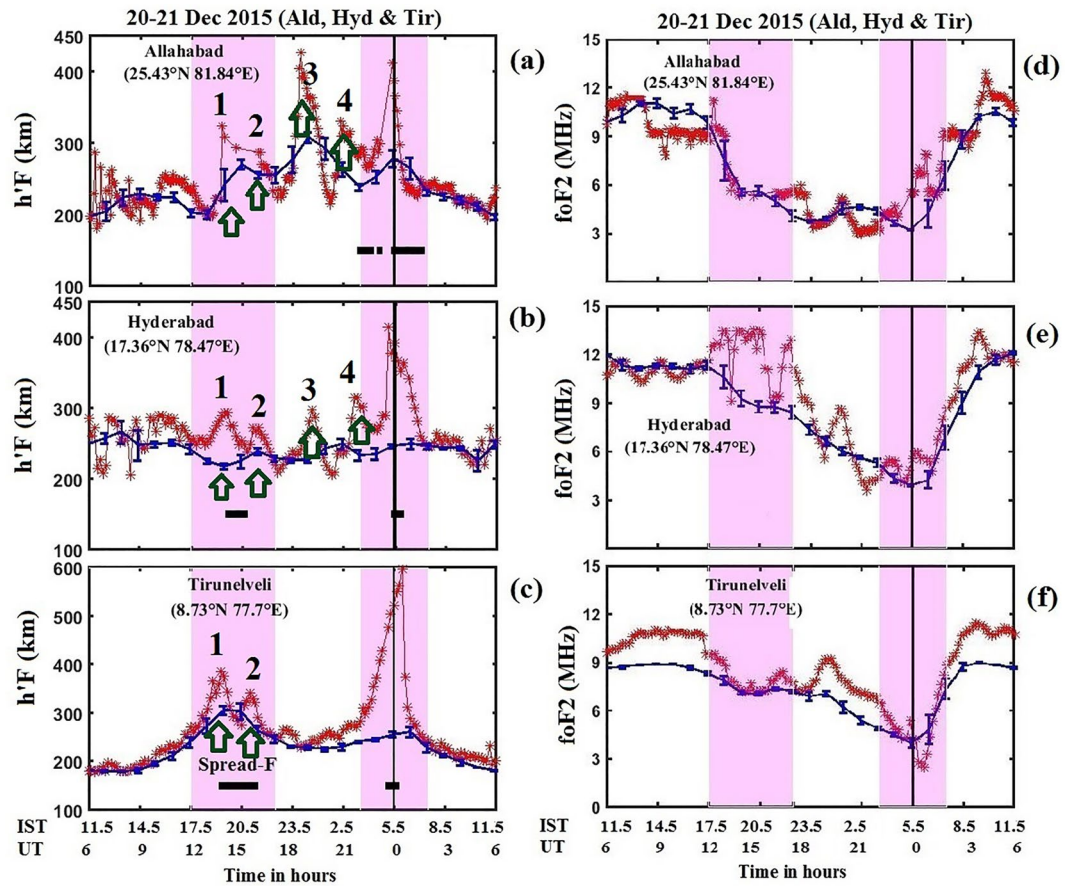 20-21 Dec 2015 (Ald, Hyd & Tir)
450
400
300
200
100
h'F (km)
Allahabad
(25.43°N 81.84°E)
1
2
3
4
(a)
450
400
300
200
100
h'F (km)
Hyderabad
(17.36°N 78.47°E)
1
2
3
4
(b)
600
500
400
300
200
100
h'F (km)
Tirunelveli
(8.73°N 77.7°E)
1
2
Spread-F
(c)
IST 11.5 14.5 20.5 23.5 2.5 5.5 8.5 11.5
UT 6 9 12 15 18 21 0 3 6
Time in hours
20-21 Dec 2015 (Ald, Hyd & Tir)
15
12
9
6
3
foF2 (MHz)
Allahabad
(25.43°N 81.84°E)
(d)
15
12
9
6
3
foF2 (MHz)
Hyderabad
(17.36°N 78.47°E)
(e)
15
12
9
6
3
0
foF2 (MHz)
Tirunelveli
(8.73°N 77.7°E)
(f)
11.5 14.5 20.5 23.5 2.5 5.5 8.5 11.5
6 9 12 15 18 21 0 3 6
Time in hours